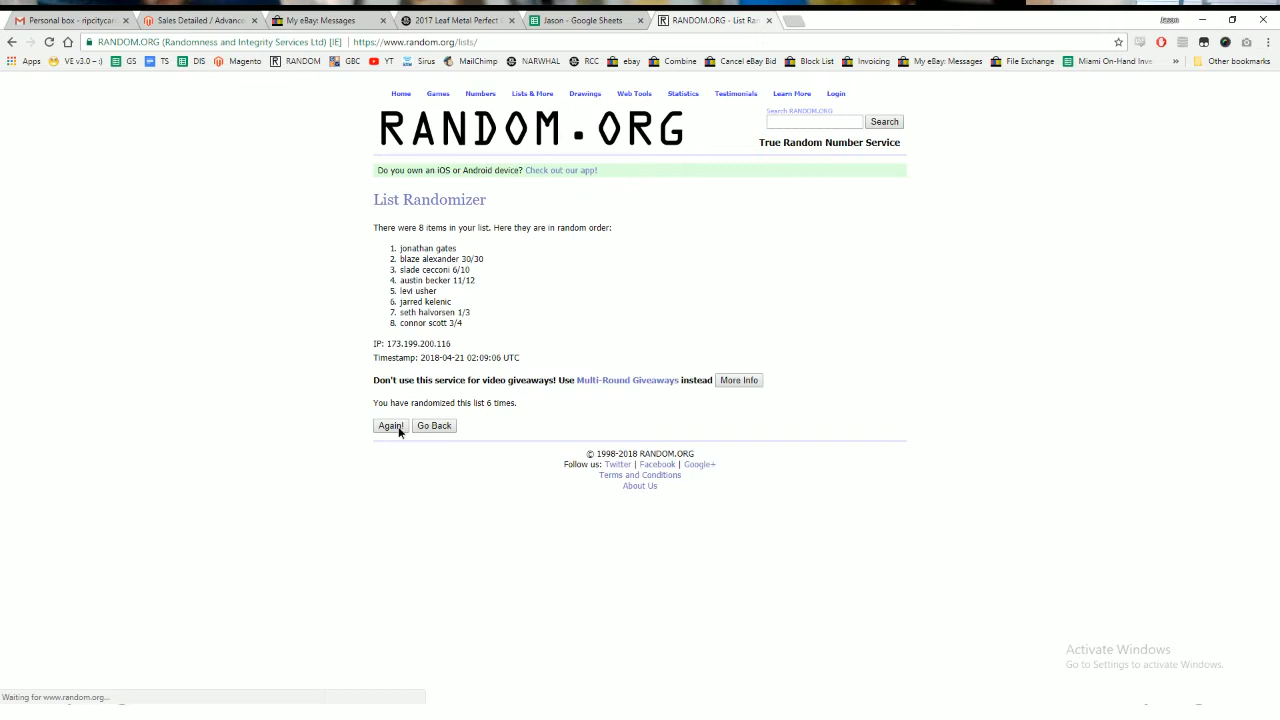 Personal box - ripcitycar
Sales Detailed / Advance
My eBay: Messages
2017 Leaf Metal Perfect
Jason - Google Sheets
RANDOM.ORG - List Ran
RANDOM.ORG (Randomness and Integrity Services Ltd) [IE]
https://www.random.org/lists/
Apps
VE v3.0 -- :)
GS
TS
DIS
Magento
RANDOM
GBC
YT
Sirus
MailChimp
NARWHAL
RCC
ebay
Combine
Cancel eBay Bid
Block List
Invoicing
My eBay: Messages
File Exchange
Miami On-Hand Inve
»
Other bookmarks
Home Games Numbers Lists & More Drawings Web Tools Statistics Testimonials Learn More Login
RANDOM.ORG
Search RANDOM.ORG
Search
True Random Number Service
Do you own an iOS or Android device? Check out our app!
List Randomizer
There were 8 items in your list. Here they are in random order:
1. jonathan gates
2. blaze alexander 30/30
3. slade cecconi 6/10
4. austin becker 11/12
5. levi usher
6. jarred kelenic
7. seth halvorsen 1/3
8. connor scott 3/4
IP: 173.199.200.116
Timestamp: 2018-04-21 02:09:06 UTC
Don't use this service for video giveaways! Use Multi-Round Giveaways instead More Info
You have randomized this list 6 times.
Again! Go Back
© 1998-2018 RANDOM.ORG
Follow us: Twitter | Facebook | Google+
Terms and Conditions
About Us
Activate Windows
Go to Settings to activate Windows.
Waiting for www.random.org...